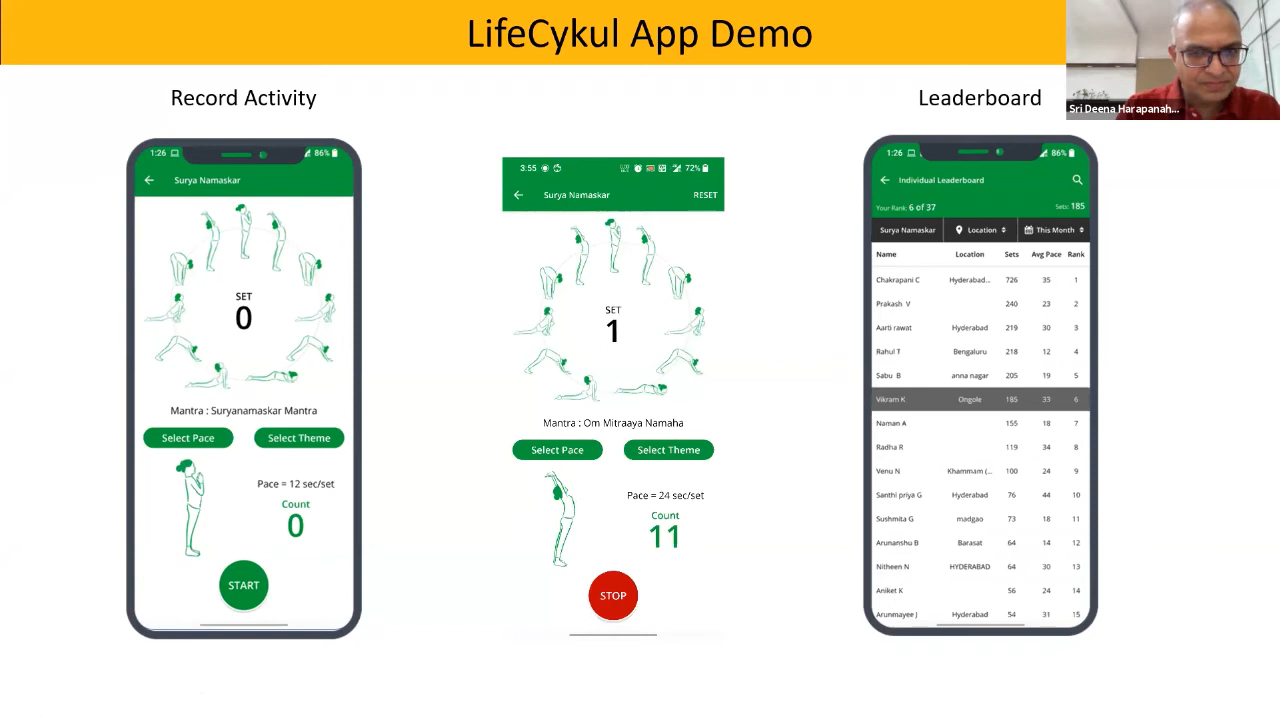 LifeCykul App Demo
Sri Deena Harapanah...
Record Activity
Leaderboard
1:26 86%
Surya Namaskar
SET
0
Mantra : Suryanamaskar Mantra
Select Pace Select Theme
Pace = 12 sec/set
Count
0
START
3:55 72%
Surya Namaskar RESET
SET
1
Mantra : Om Mitraaya Namaha
Select Pace Select Theme
Pace = 24 sec/set
Count
11
STOP
1:26 86%
Individual Leaderboard
Your Rank: 6 of 37 Sets: 185
Surya Namaskar Location This Month
Name Location Sets Avg Pace Rank
Chakrapani C Hyderabad... 726 35 1
Prakash V 240 23 2
Aarti rawat Hyderabad 219 30 3
Rahul T Bengaluru 218 12 4
Sabu B anna nagar 205 19 5
Vikram K Ongole 185 33 6
Naman A 155 18 7
Radha R 119 34 8
Venu N Khammam (... 100 24 9
Santhi priya G Hyderabad 76 44 10
Sushmita G madgao 73 18 11
Arunanshu B Barasat 64 14 12
Nitheen N HYDERABAD 64 30 13
Aniket K 56 24 14
Arunmayee J Hyderabad 54 31 15